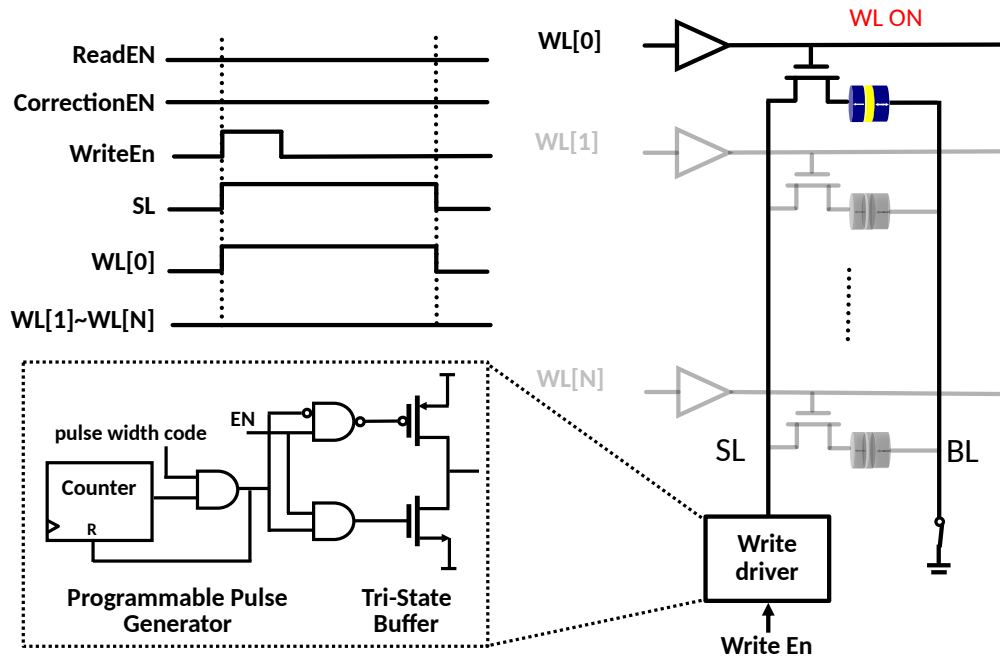 ReadEN
CorrectionEN
WriteEn
SL
WL[0]
WL[1]~WL[N]
WL[0]
WL ON
WL[1]
WL[N]
SL
BL
Write
driver
Write En
pulse width code
EN
Counter
R
Programmable Pulse
Generator
Tri-State
Buffer